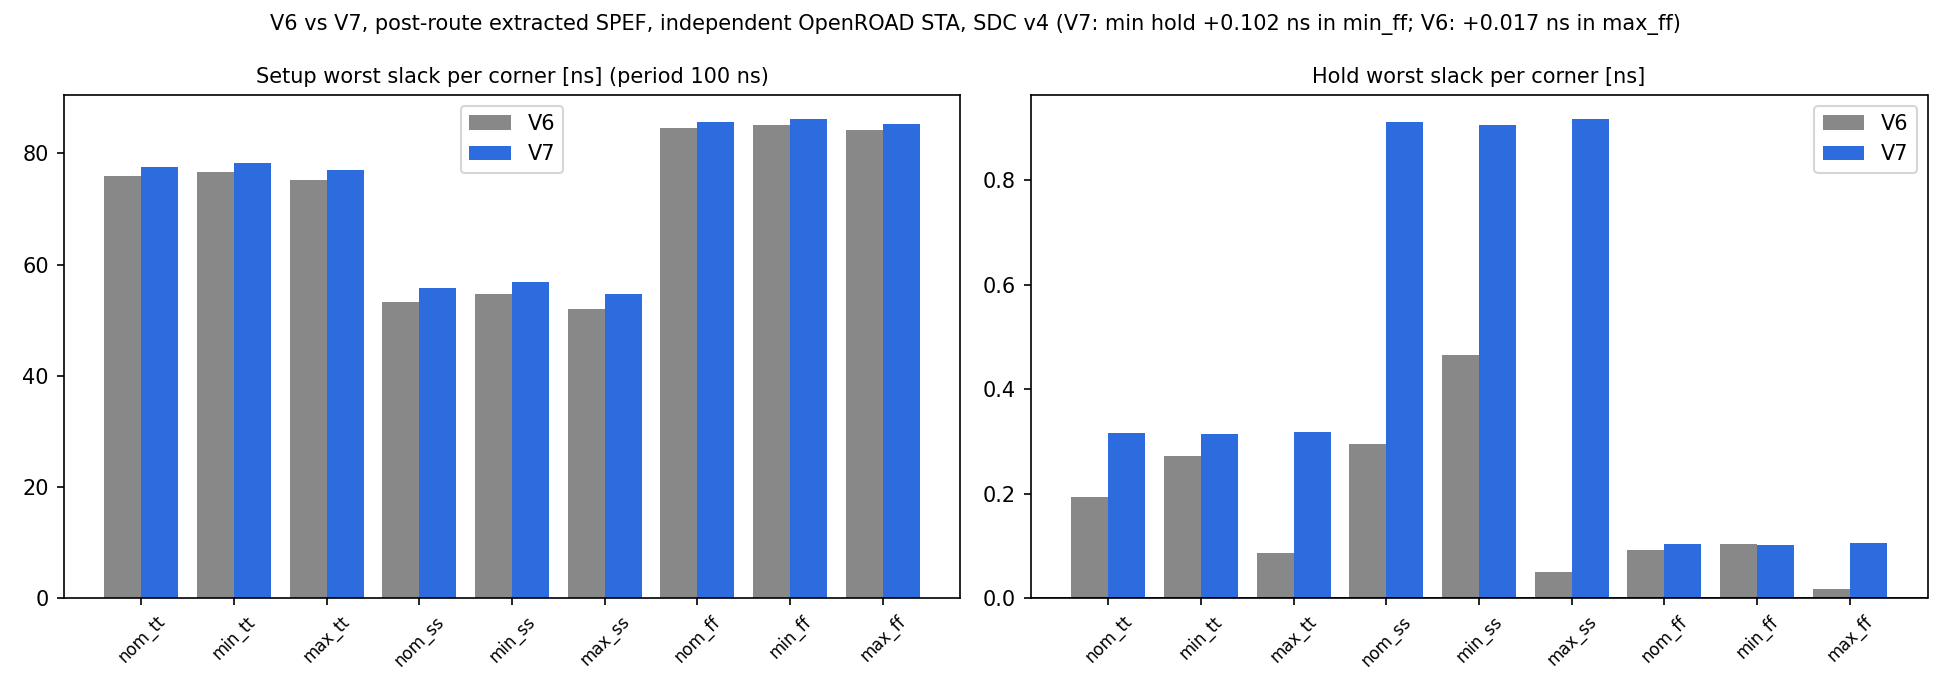 V6 vs V7, post-route extracted SPEF, independent OpenROAD STA, SDC v4 (V7: min hold +0.102 ns in min_ff; V6: +0.017 ns in max_ff)
Setup worst slack per corner [ns] (period 100 ns)
V6
V7
80
60
40
20
0
nom_tt
min_tt
max_tt
nom_ss
min_ss
max_ss
nom_ff
min_ff
max_ff
Hold worst slack per corner [ns]
V6
V7
0.8
0.6
0.4
0.2
0.0
nom_tt
min_tt
max_tt
nom_ss
min_ss
max_ss
nom_ff
min_ff
max_ff